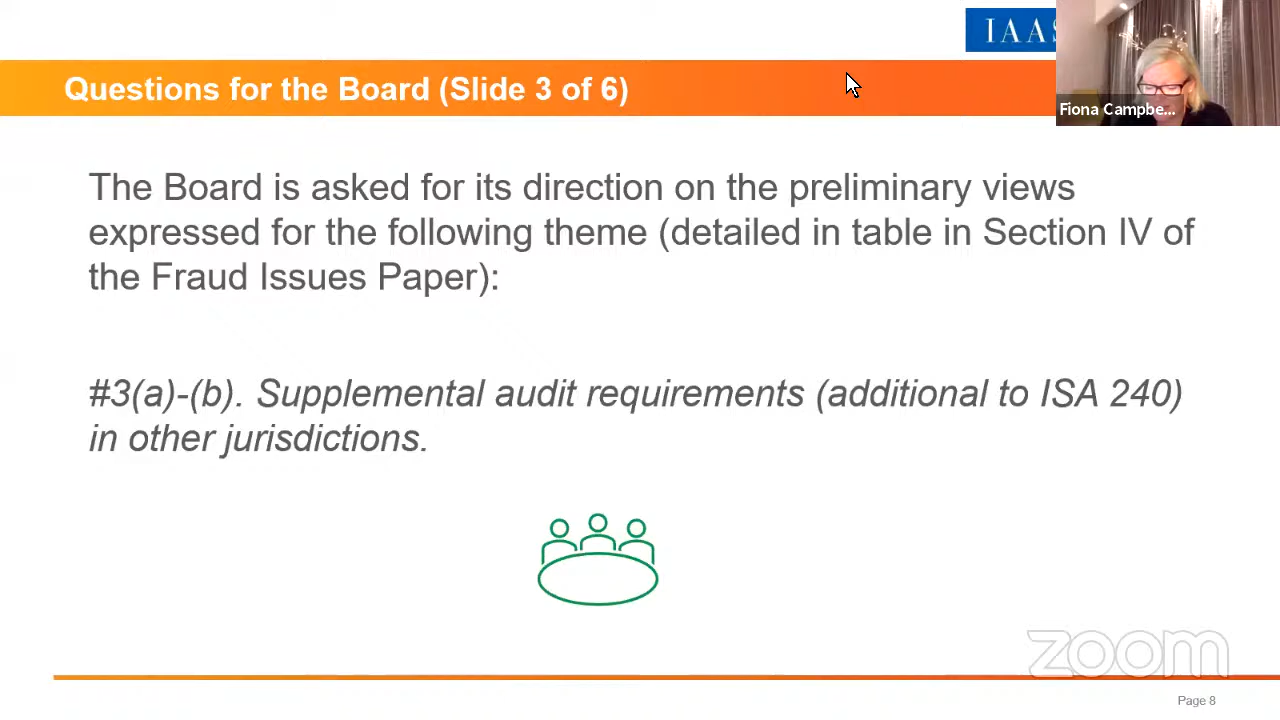 IAAS
Questions for the Board (Slide 3 of 6)
Fiona Campbe...
The Board is asked for its direction on the preliminary views
expressed for the following theme (detailed in table in Section IV of
the Fraud Issues Paper):
#3(a)-(b). Supplemental audit requirements (additional to ISA 240)
in other jurisdictions.
zoom
Page 8